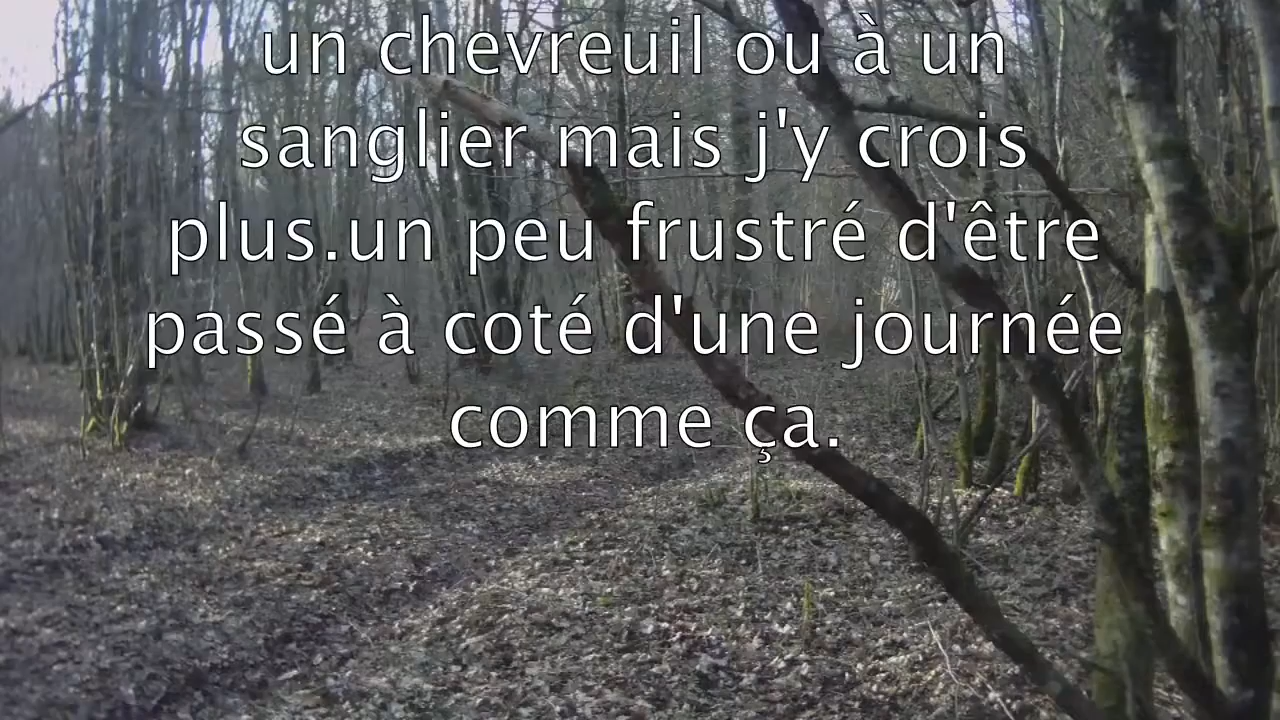 un chevreuil ou à un
sanglier mais j'y crois
plus.un peu frustré d'être
passé à coté d'une journée
comme ça.